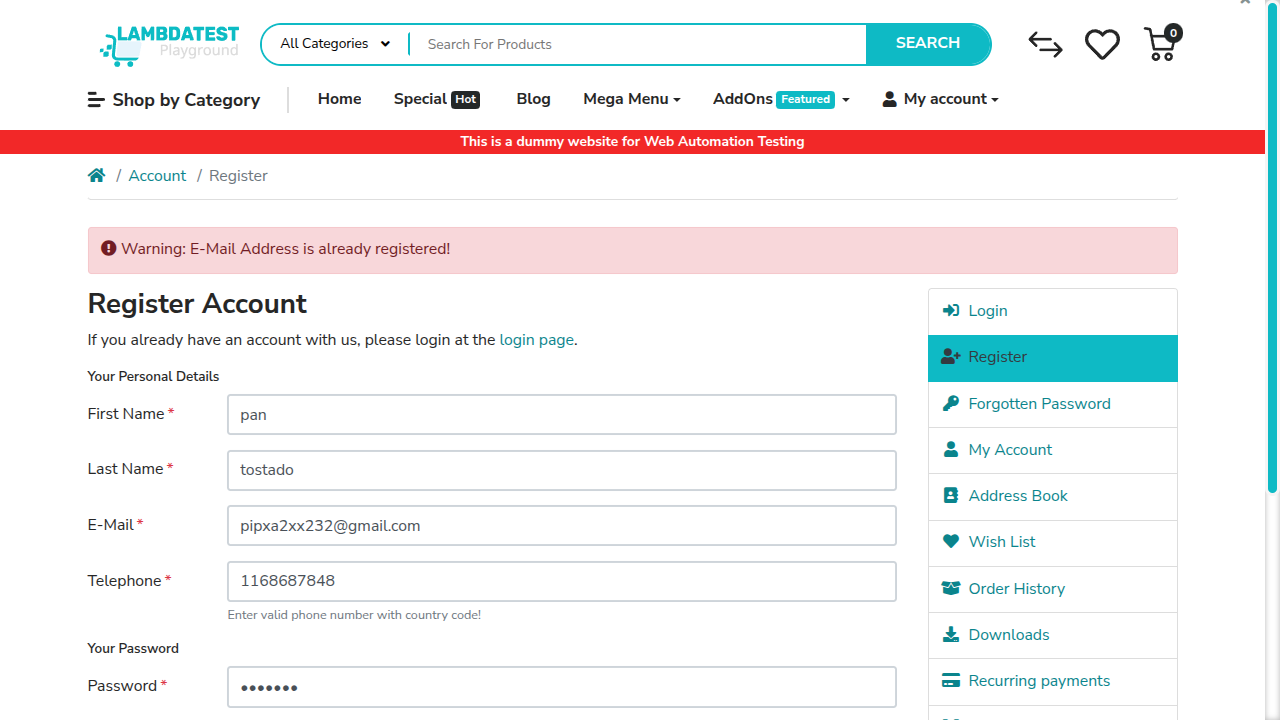 LAMBDATEST
Playground
All Categories
Search For Products
SEARCH
0
Shop by Category
Home
Special Hot
Blog
Mega Menu
AddOns Featured
My account
This is a dummy website for Web Automation Testing
/ Account / Register
Warning: E-Mail Address is already registered!
Register Account
If you already have an account with us, please login at the login page.
Your Personal Details
First Name *
pan
Last Name *
tostado
E-Mail *
pipxa2xx232@gmail.com
Telephone *
1168687848
Enter valid phone number with country code!
Your Password
Password *
•••••••
Login
Register
Forgotten Password
My Account
Address Book
Wish List
Order History
Downloads
Recurring payments